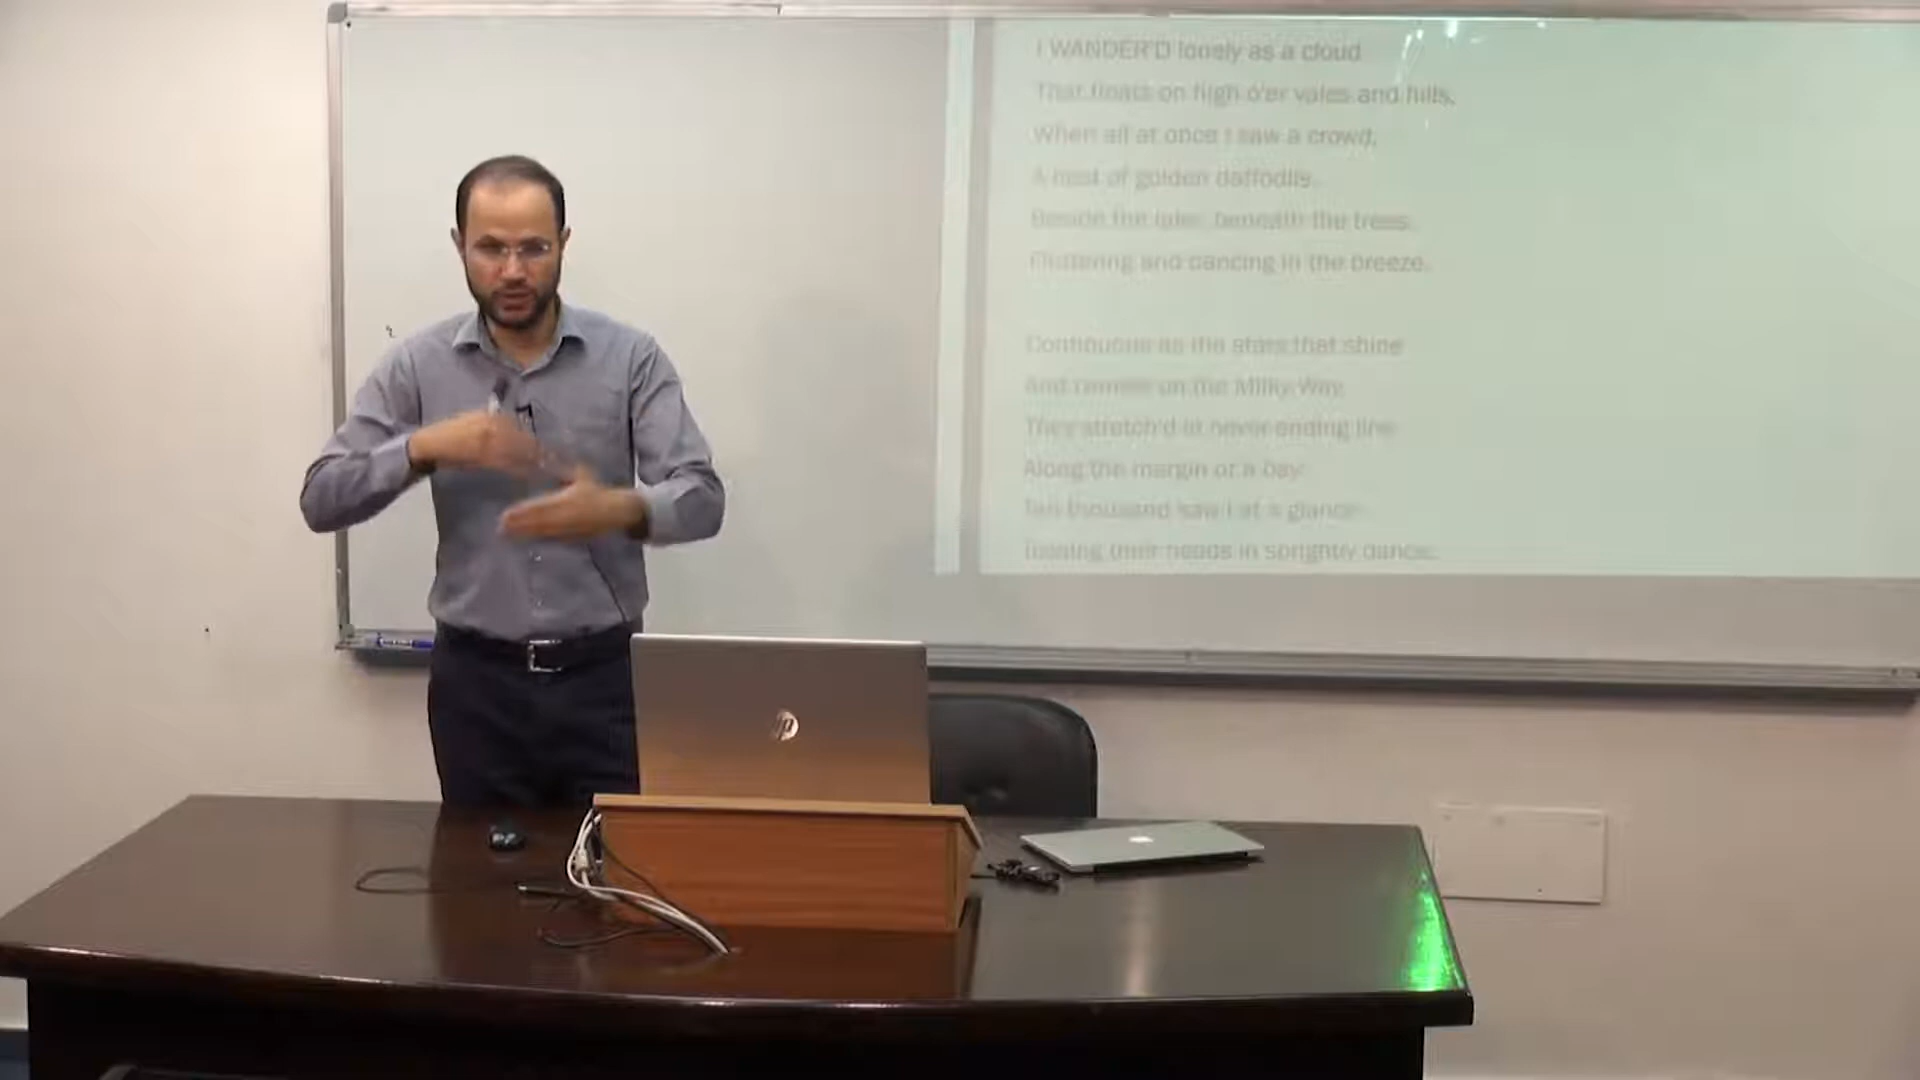 I WANDER'D lonely as a cloud
That floats on high o'er vales and hills,
When all at once I saw a crowd,
A host of golden daffodils,
Beside the lake, beneath the trees
Fluttering and dancing in the breeze.
Continuous as the stars that shine
And twinkle on the Milky Way,
They stretch'd in never-ending line
Along the margin of a bay:
Ten thousand saw I at a glance
Tossing their heads in sprightly dance.
hp